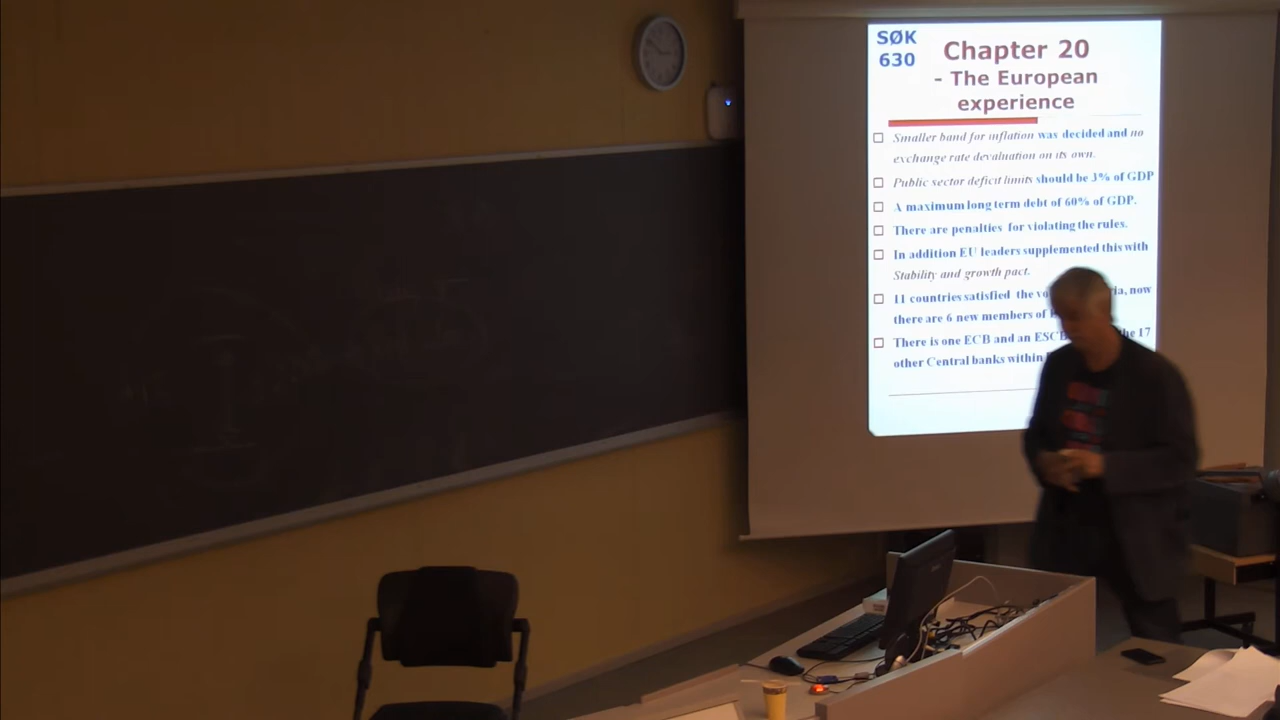 SØK
630
Chapter 20
- The European
experience
Smaller band for inflation was decided and no
exchange rate devaluation on its own.
Public sector deficit limits should be 3% of GDP
A maximum long term debt of 60% of GDP.
There are penalties for violating the rules.
In addition EU leaders supplemented this with
Stability and growth pact.
11 countries satisfied the , now
there are 6 new members of
There is one ECB and an 17
other Central banks within